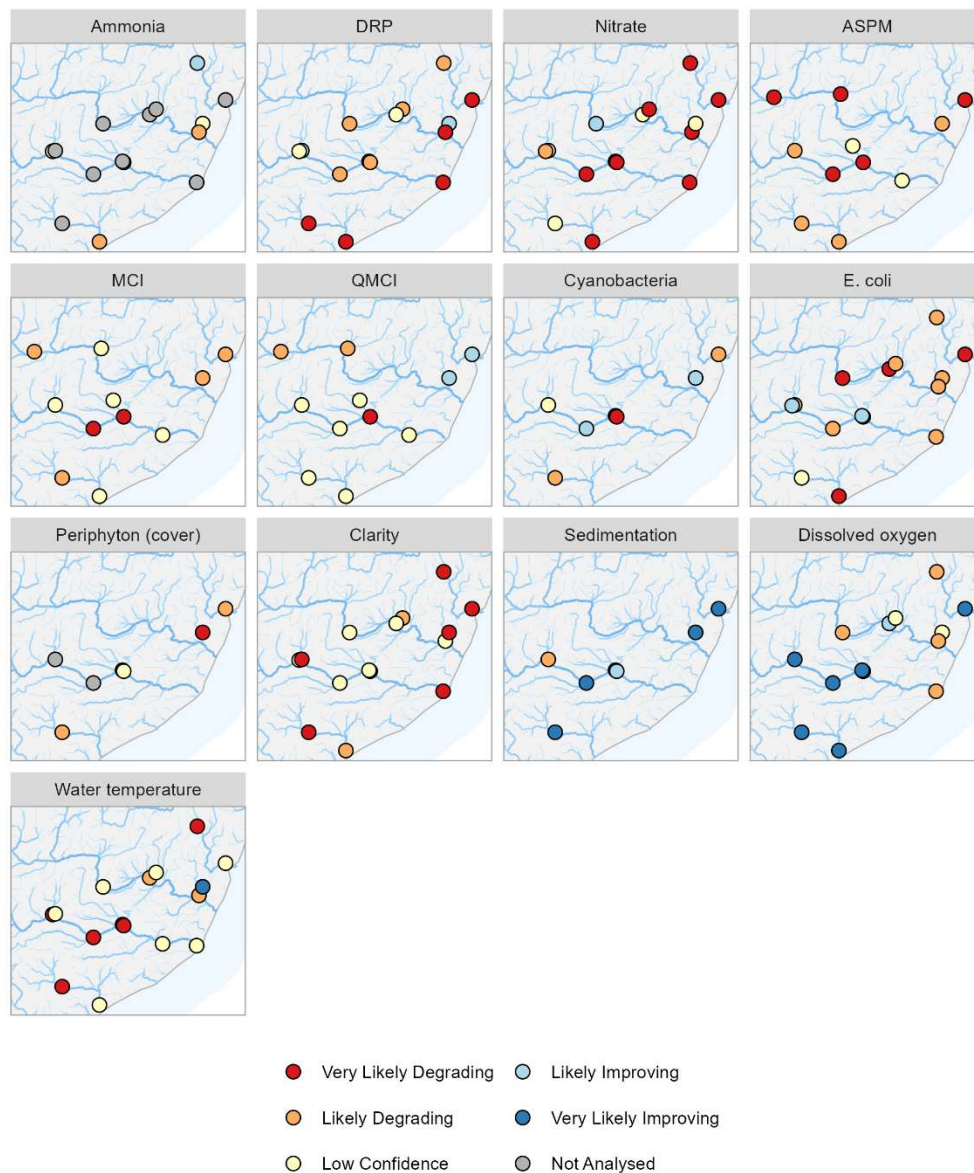 Ammonia
DRP
Nitrate
ASPM
MCI
QMCI
Cyanobacteria
E. coli
Periphyton (cover)
Clarity
Sedimentation
Dissolved oxygen
Water temperature
Very Likely Degrading
Likely Improving
Likely Degrading
Very Likely Improving
Low Confidence
Not Analysed